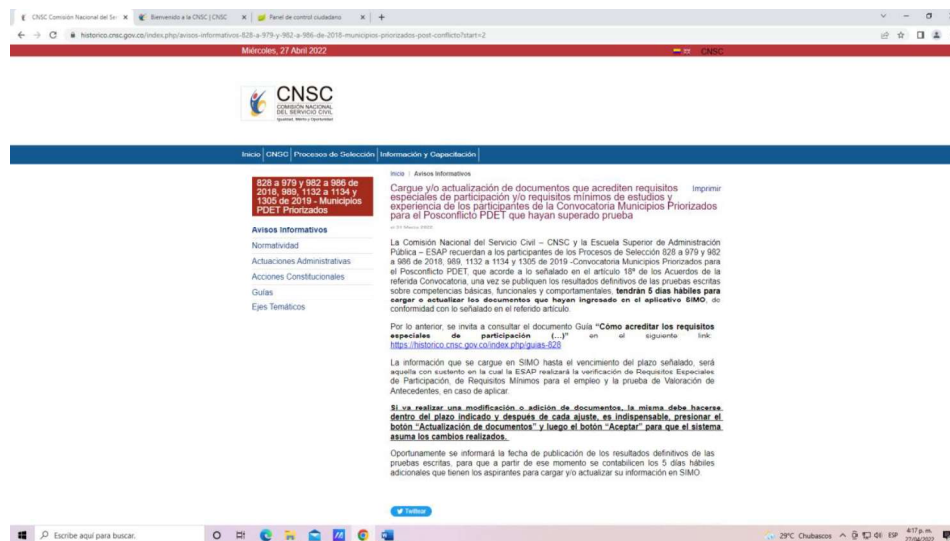 CNSC Comisión Nacional del Ser
Bienvenido a la CNSC | CNSC
Panel de control ciudadano
historico.cnsc.gov.co/index.php/avisos-informativos-828-a-979-y-982-a-986-de-2018-municipios-priorizados-post-conflicto?start=2
Miércoles, 27 Abril 2022
CNSC
CNSC
COMISIÓN NACIONAL
DEL SERVICIO CIVIL
Igualdad, Mérito y Oportunidad
Inicio CNSC Procesos de Selección Información y Capacitación
828 a 979 y 982 a 986 de
2018, 989, 1132 a 1134 y
1305 de 2019 - Municipios
PDET Priorizados
Avisos Informativos
Normatividad
Actuaciones Administrativas
Acciones Constitucionales
Guías
Ejes Temáticos
Inicio / Avisos Informativos
Cargue y/o actualización de documentos que acrediten requisitos
especiales de participación y/o requisitos mínimos de estudios y
experiencia de los participantes de la Convocatoria Municipios Priorizados
para el Posconflicto PDET que hayan superado prueba
Imprimir
La Comisión Nacional del Servicio Civil – CNSC y la Escuela Superior de Administración
Pública – ESAP recuerdan a los participantes de los Procesos de Selección 828 a 979 y 982
a 986 de 2018, 989, 1132 a 1134 y 1305 de 2019 -Convocatoria Municipios Priorizados para
el Posconflicto PDET, que acorde a lo señalado en el artículo 18º de los Acuerdos de la
referida Convocatoria, una vez se publiquen los resultados definitivos de las pruebas escritas
sobre competencias básicas, funcionales y comportamentales, tendrán 5 días hábiles para
cargar o actualizar los documentos que hayan ingresado en el aplicativo SIMO, de
conformidad con lo señalado en el referido artículo.
Por lo anterior, se invita a consultar el documento Guía “Cómo acreditar los requisitos
especiales de participación (...)” en el siguiente link:
https://historico.cnsc.gov.co/index.php/guias-828
La información que se cargue en SIMO hasta el vencimiento del plazo señalado, será
aquella con sustento en la cual la ESAP realizará la verificación de Requisitos Especiales
de Participación, de Requisitos Mínimos para el empleo y la prueba de Valoración de
Antecedentes, en caso de aplicar.
Si va realizar una modificación o adición de documentos, la misma debe hacerse
dentro del plazo indicado y después de cada ajuste, es indispensable, presionar el
botón “Actualización de documentos” y luego el botón “Aceptar” para que el sistema
asuma los cambios realizados.
Oportunamente se informará la fecha de publicación de los resultados definitivos de las
pruebas escritas, para que a partir de ese momento se contabilicen los 5 días hábiles
adicionales que tienen los aspirantes para cargar y/o actualizar su información en SIMO.
Twittear
Escribe aquí para buscar.
29°C Chubascos
ESP
4:17 p. m.
27/04/2022